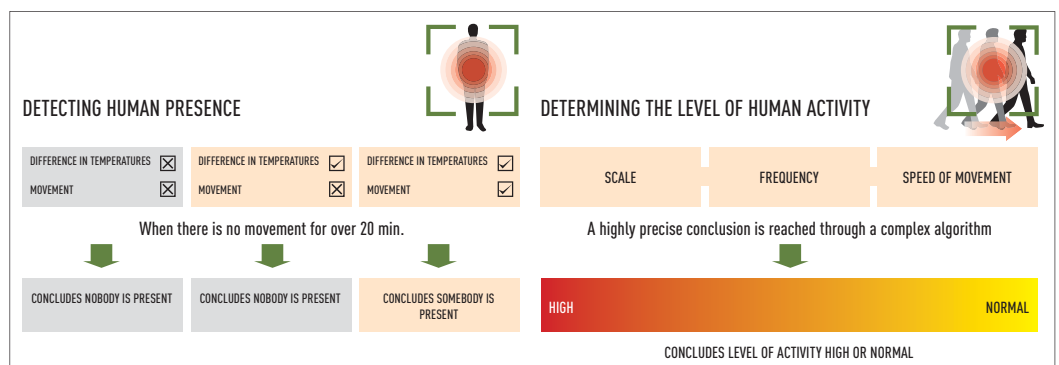 DETECTING HUMAN PRESENCE
DIFFERENCE IN TEMPERATURES
MOVEMENT
DIFFERENCE IN TEMPERATURES
MOVEMENT
DIFFERENCE IN TEMPERATURES
MOVEMENT
When there is no movement for over 20 min.
CONCLUDES NOBODY IS PRESENT
CONCLUDES NOBODY IS PRESENT
CONCLUDES SOMEBODY IS
PRESENT
DETERMINING THE LEVEL OF HUMAN ACTIVITY
SCALE
FREQUENCY
SPEED OF MOVEMENT
A highly precise conclusion is reached through a complex algorithm
HIGH
NORMAL
CONCLUDES LEVEL OF ACTIVITY HIGH OR NORMAL